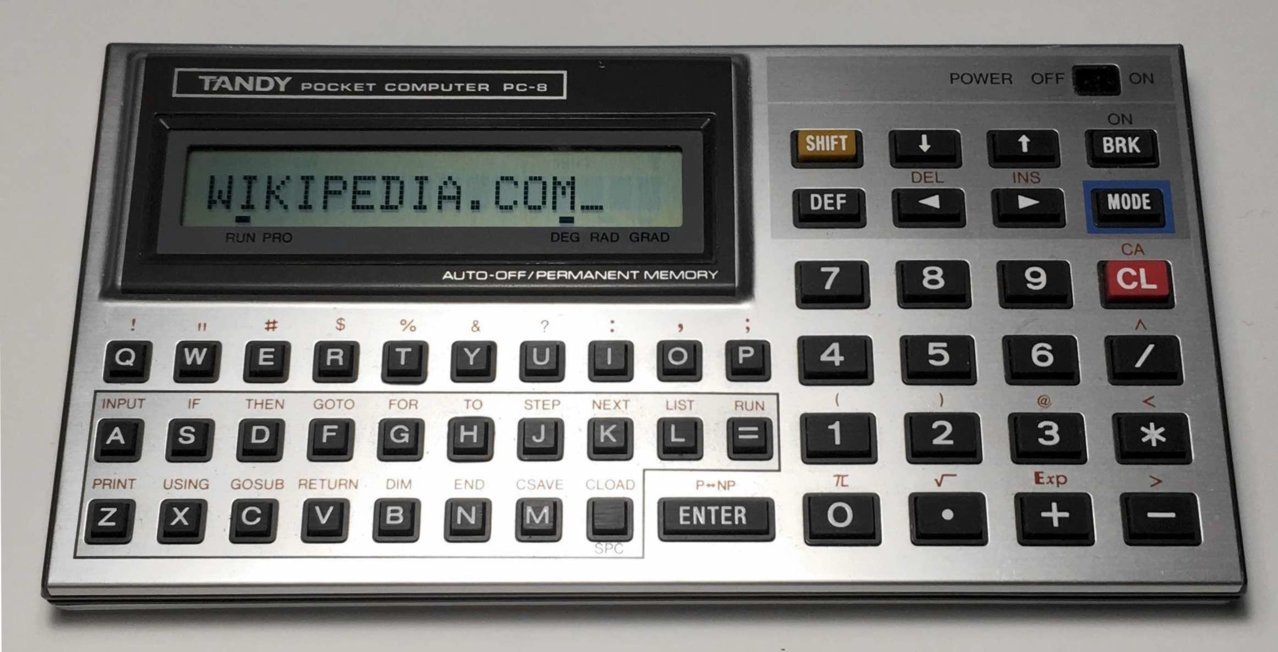 TANDY POCKET COMPUTER PC-8
POWER OFF ON
WIKIPEDIA.COM_
RUN PRO DEG RAD GRAD
AUTO-OFF/PERMANENT MEMORY
ON
SHIFT ↓ ↑ BRK
DEL INS
DEF ◄ ► MODE
CA
7 8 9 CL
^
4 5 6 /
( ) @ <
1 2 3 *
π √ Exp >
0 • + −
! " # $ % & ? : , ;
Q W E R T Y U I O P
INPUT IF THEN GOTO FOR TO STEP NEXT LIST RUN
A S D F G H J K L =
PRINT USING GOSUB RETURN DIM END CSAVE CLOAD P↔NP
Z X C V B N M ENTER
SPC